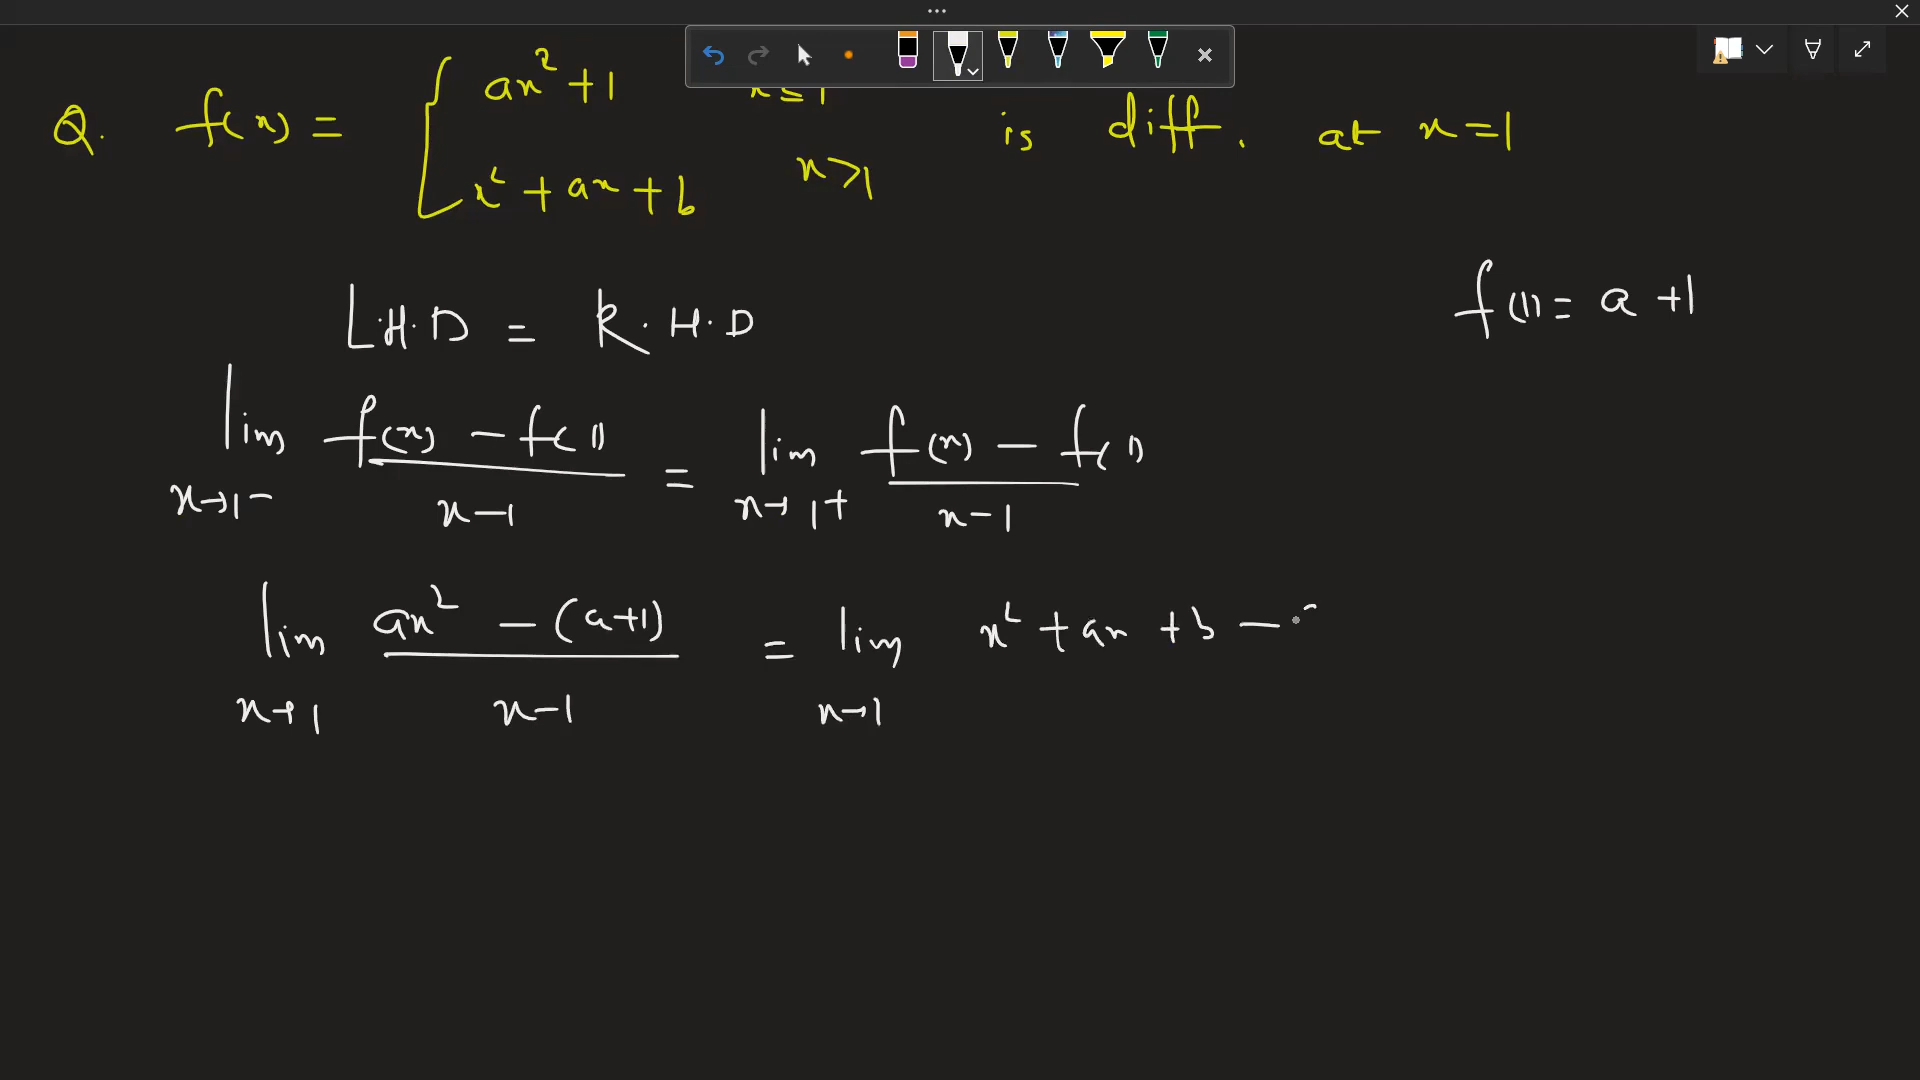 Q. f(x) = { ax² + 1 x ≤ 1
x² + ax + b x > 1
is diff. at x = 1
f(1) = a + 1
L.H.D = R.H.D
lim x→1⁻ f(x) - f(1) / x - 1 = lim x→1+ f(x) - f(1) / x - 1
lim x→1 ax² - (a+1) / x - 1 = lim x→1 x² + ax + b -